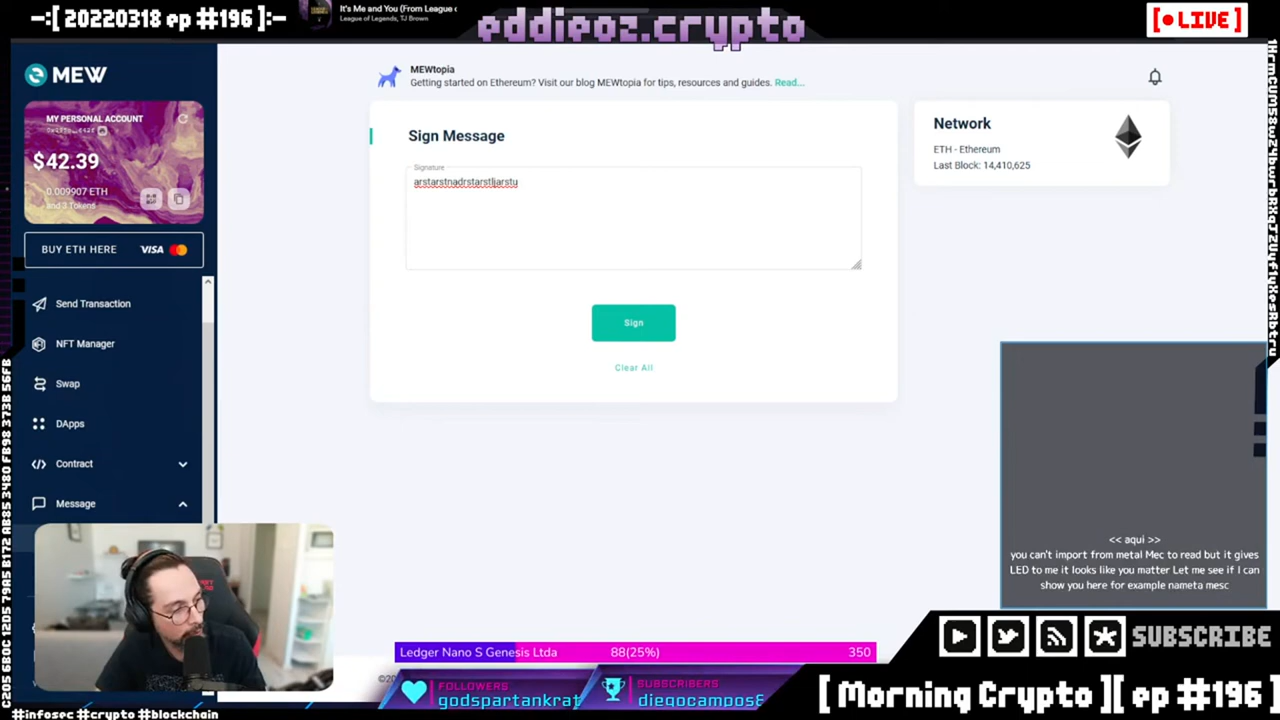 -:[ 20220318 ep #196 ]:-
It's Me and You (From League c
League of Legends, TJ Brown
eddieoz.crypto
[● LIVE]
MEW
MEWtopia
Getting started on Ethereum? Visit our blog MEWtopia for tips, resources and guides. Read...
MY PERSONAL ACCOUNT
$42.39
0.009907 ETH
and 3 Tokens
BUY ETH HERE
VISA
Send Transaction
NFT Manager
Swap
DApps
Contract
Message
Sign Message
Signature
arstarstnadrstarstljarstu
Sign
Clear All
Network
ETH - Ethereum
Last Block: 14,410,625
<< aqui >>
you can't import from metal Mec to read but it gives
LED to me it looks like you matter Let me see if I can
show you here for example nameta mesc
Ledger Nano S Genesis Ltda
88(25%)
350
FOLLOWERS
godspartankrat
SUBSCRIBERS
diegocampos&
SUBSCRIBE
[ Morning Crypto ][ ep #196 ]
#infosec #crypto #blockchain